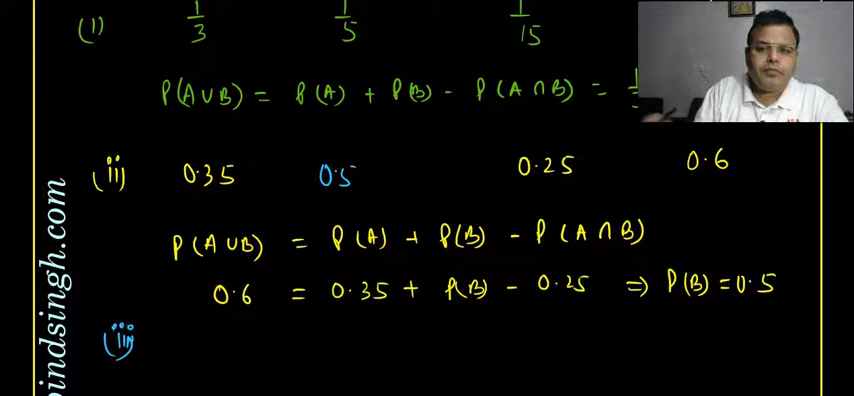 (i) 1/3 1/5 1/15
P(A∪B) = P(A) + P(B) - P(A∩B) =
(ii) 0.35 0.5 0.25 0.6
P(A∪B) = P(A) + P(B) - P(A∩B)
0.6 = 0.35 + P(B) - 0.25 ⇒ P(B) = 0.5
(iii)
indsingh.com